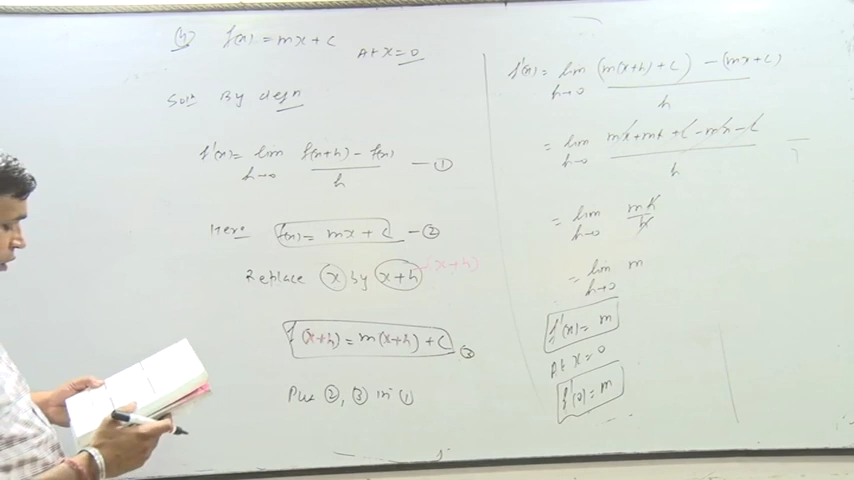 4) f(x) = mx + c At x = 0
Solⁿ By defⁿ
f'(x) = lim h→0 f(x+h) - f(x) / h — ①
Here f(x) = mx + c — ②
Replace x by x+h (x+h)
f(x+h) = m(x+h) + c — ③
Put ②, ③ in ①
f'(x) = lim h→0 (m(x+h) + c) - (mx + c) / h
= lim h→0 mx + mh + c - mx - c / h
= lim h→0 mh / h
= lim h→0 m
f'(x) = m
At x = 0
f'(0) = m